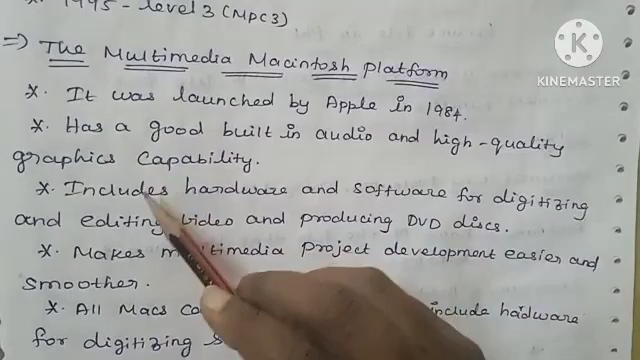 *. 1995 - level 3 (MPC3)
⇒ The Multimedia Macintosh Platform
*. It was launched by Apple in 1984.
*. Has a good built in audio and high-quality
graphics capability.
*. Includes hardware and software for digitizing
and editing video and producing DVD discs.
*. Makes multimedia project development easier and
smoother.
*. All Macs include hadware
for digitizing
KINEMASTER